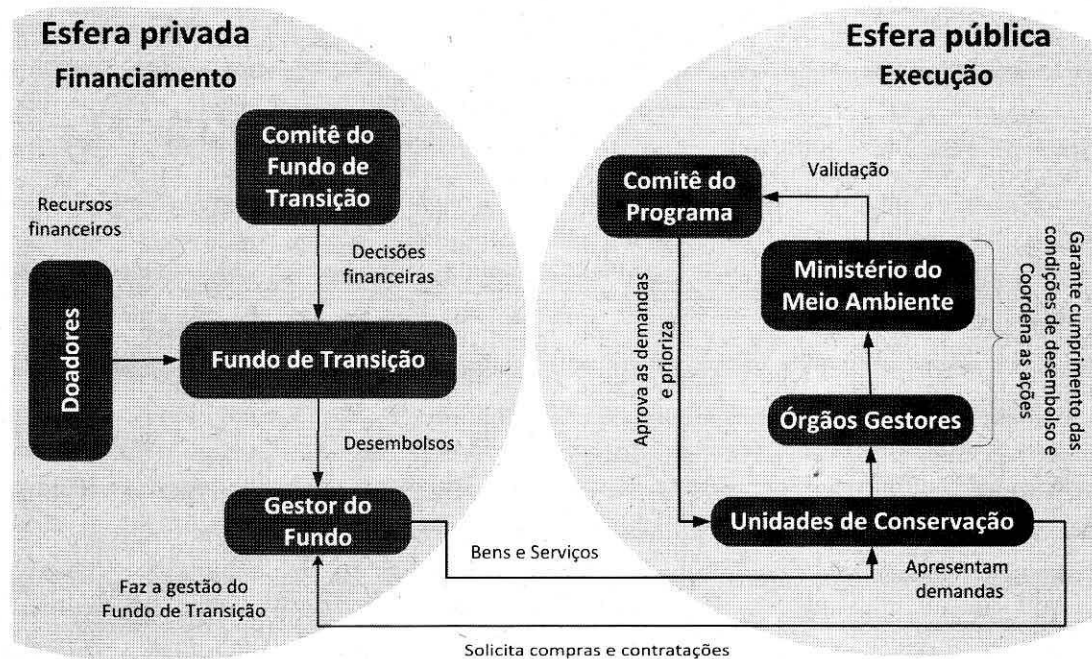 Esfera privada
Financiamento
Comitê do
Fundo de
Transição
Recursos
financeiros
Decisões
financeiras
Doadores
Fundo de Transição
Desembolsos
Gestor do
Fundo
Faz a gestão do
Fundo de Transição
Bens e Serviços
Solicita compras e contratações
Esfera pública
Execução
Comitê do
Programa
Validação
Ministério do
Meio Ambiente
Garante cumprimento das
condições de desembolso e
Coordena as ações
Aprova as demandas
e prioriza
Órgãos Gestores
Unidades de Conservação
Apresentam
demandas